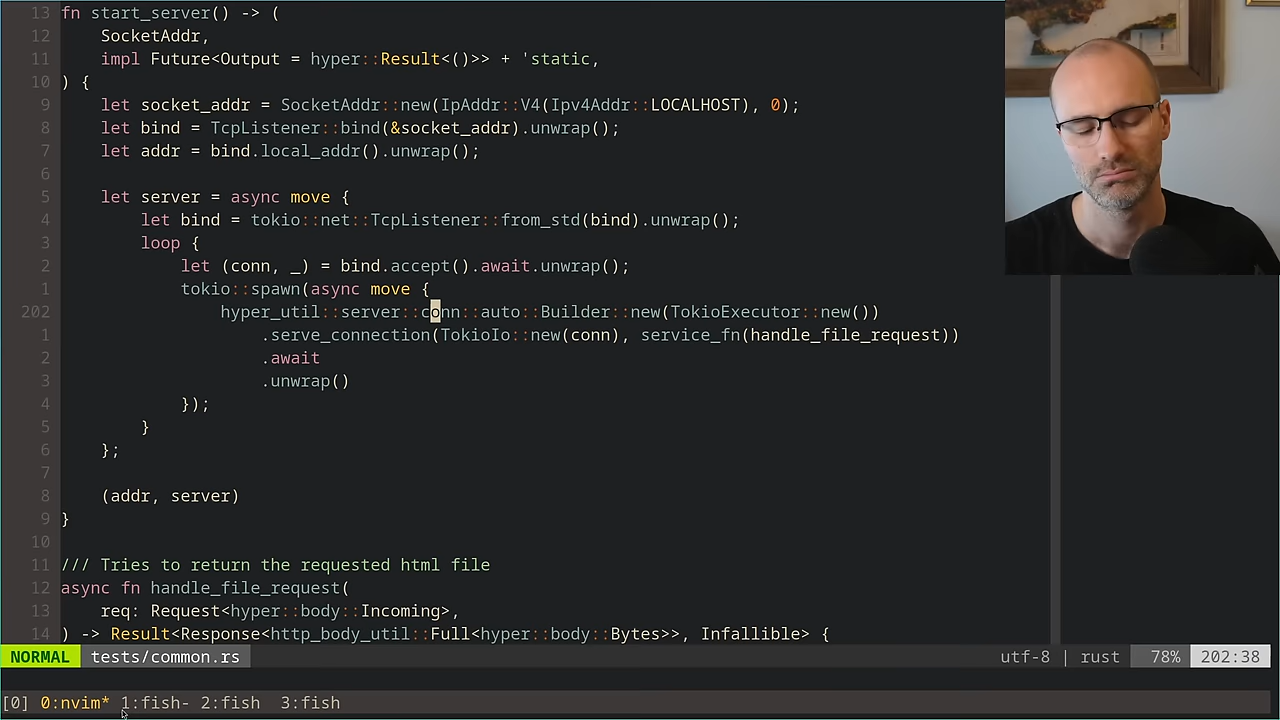 13 fn start_server() -> (
12     SocketAddr,
11     impl Future<Output = hyper::Result<()>> + 'static,
10 ) {
9     let socket_addr = SocketAddr::new(IpAddr::V4(Ipv4Addr::LOCALHOST), 0);
8     let bind = TcpListener::bind(&socket_addr).unwrap();
7     let addr = bind.local_addr().unwrap();
6
5     let server = async move {
4         let bind = tokio::net::TcpListener::from_std(bind).unwrap();
3         loop {
2             let (conn, _) = bind.accept().await.unwrap();
1             tokio::spawn(async move {
202                 hyper_util::server::conn::auto::Builder::new(TokioExecutor::new())
1                     .serve_connection(TokioIo::new(conn), service_fn(handle_file_request))
2                     .await
3                     .unwrap()
4             });
5         }
6     };
7
8     (addr, server)
9 }
10
11 /// Tries to return the requested html file
12 async fn handle_file_request(
13     req: Request<hyper::body::Incoming>,
14 ) -> Result<Response<http_body_util::Full<hyper::body::Bytes>>, Infallible> {
NORMAL tests/common.rs utf-8 | rust 78% 202:38
[0] 0:nvim* 1:fish- 2:fish 3:fish